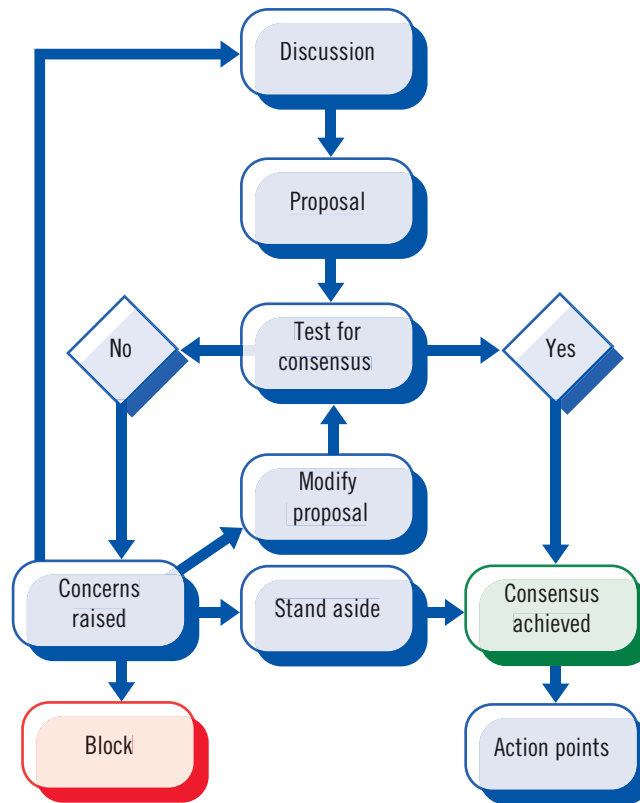 Discussion
Proposal
No
Test for
consensus
Yes
Modify
proposal
Concerns
raised
Stand aside
Consensus
achieved
Block
Action points